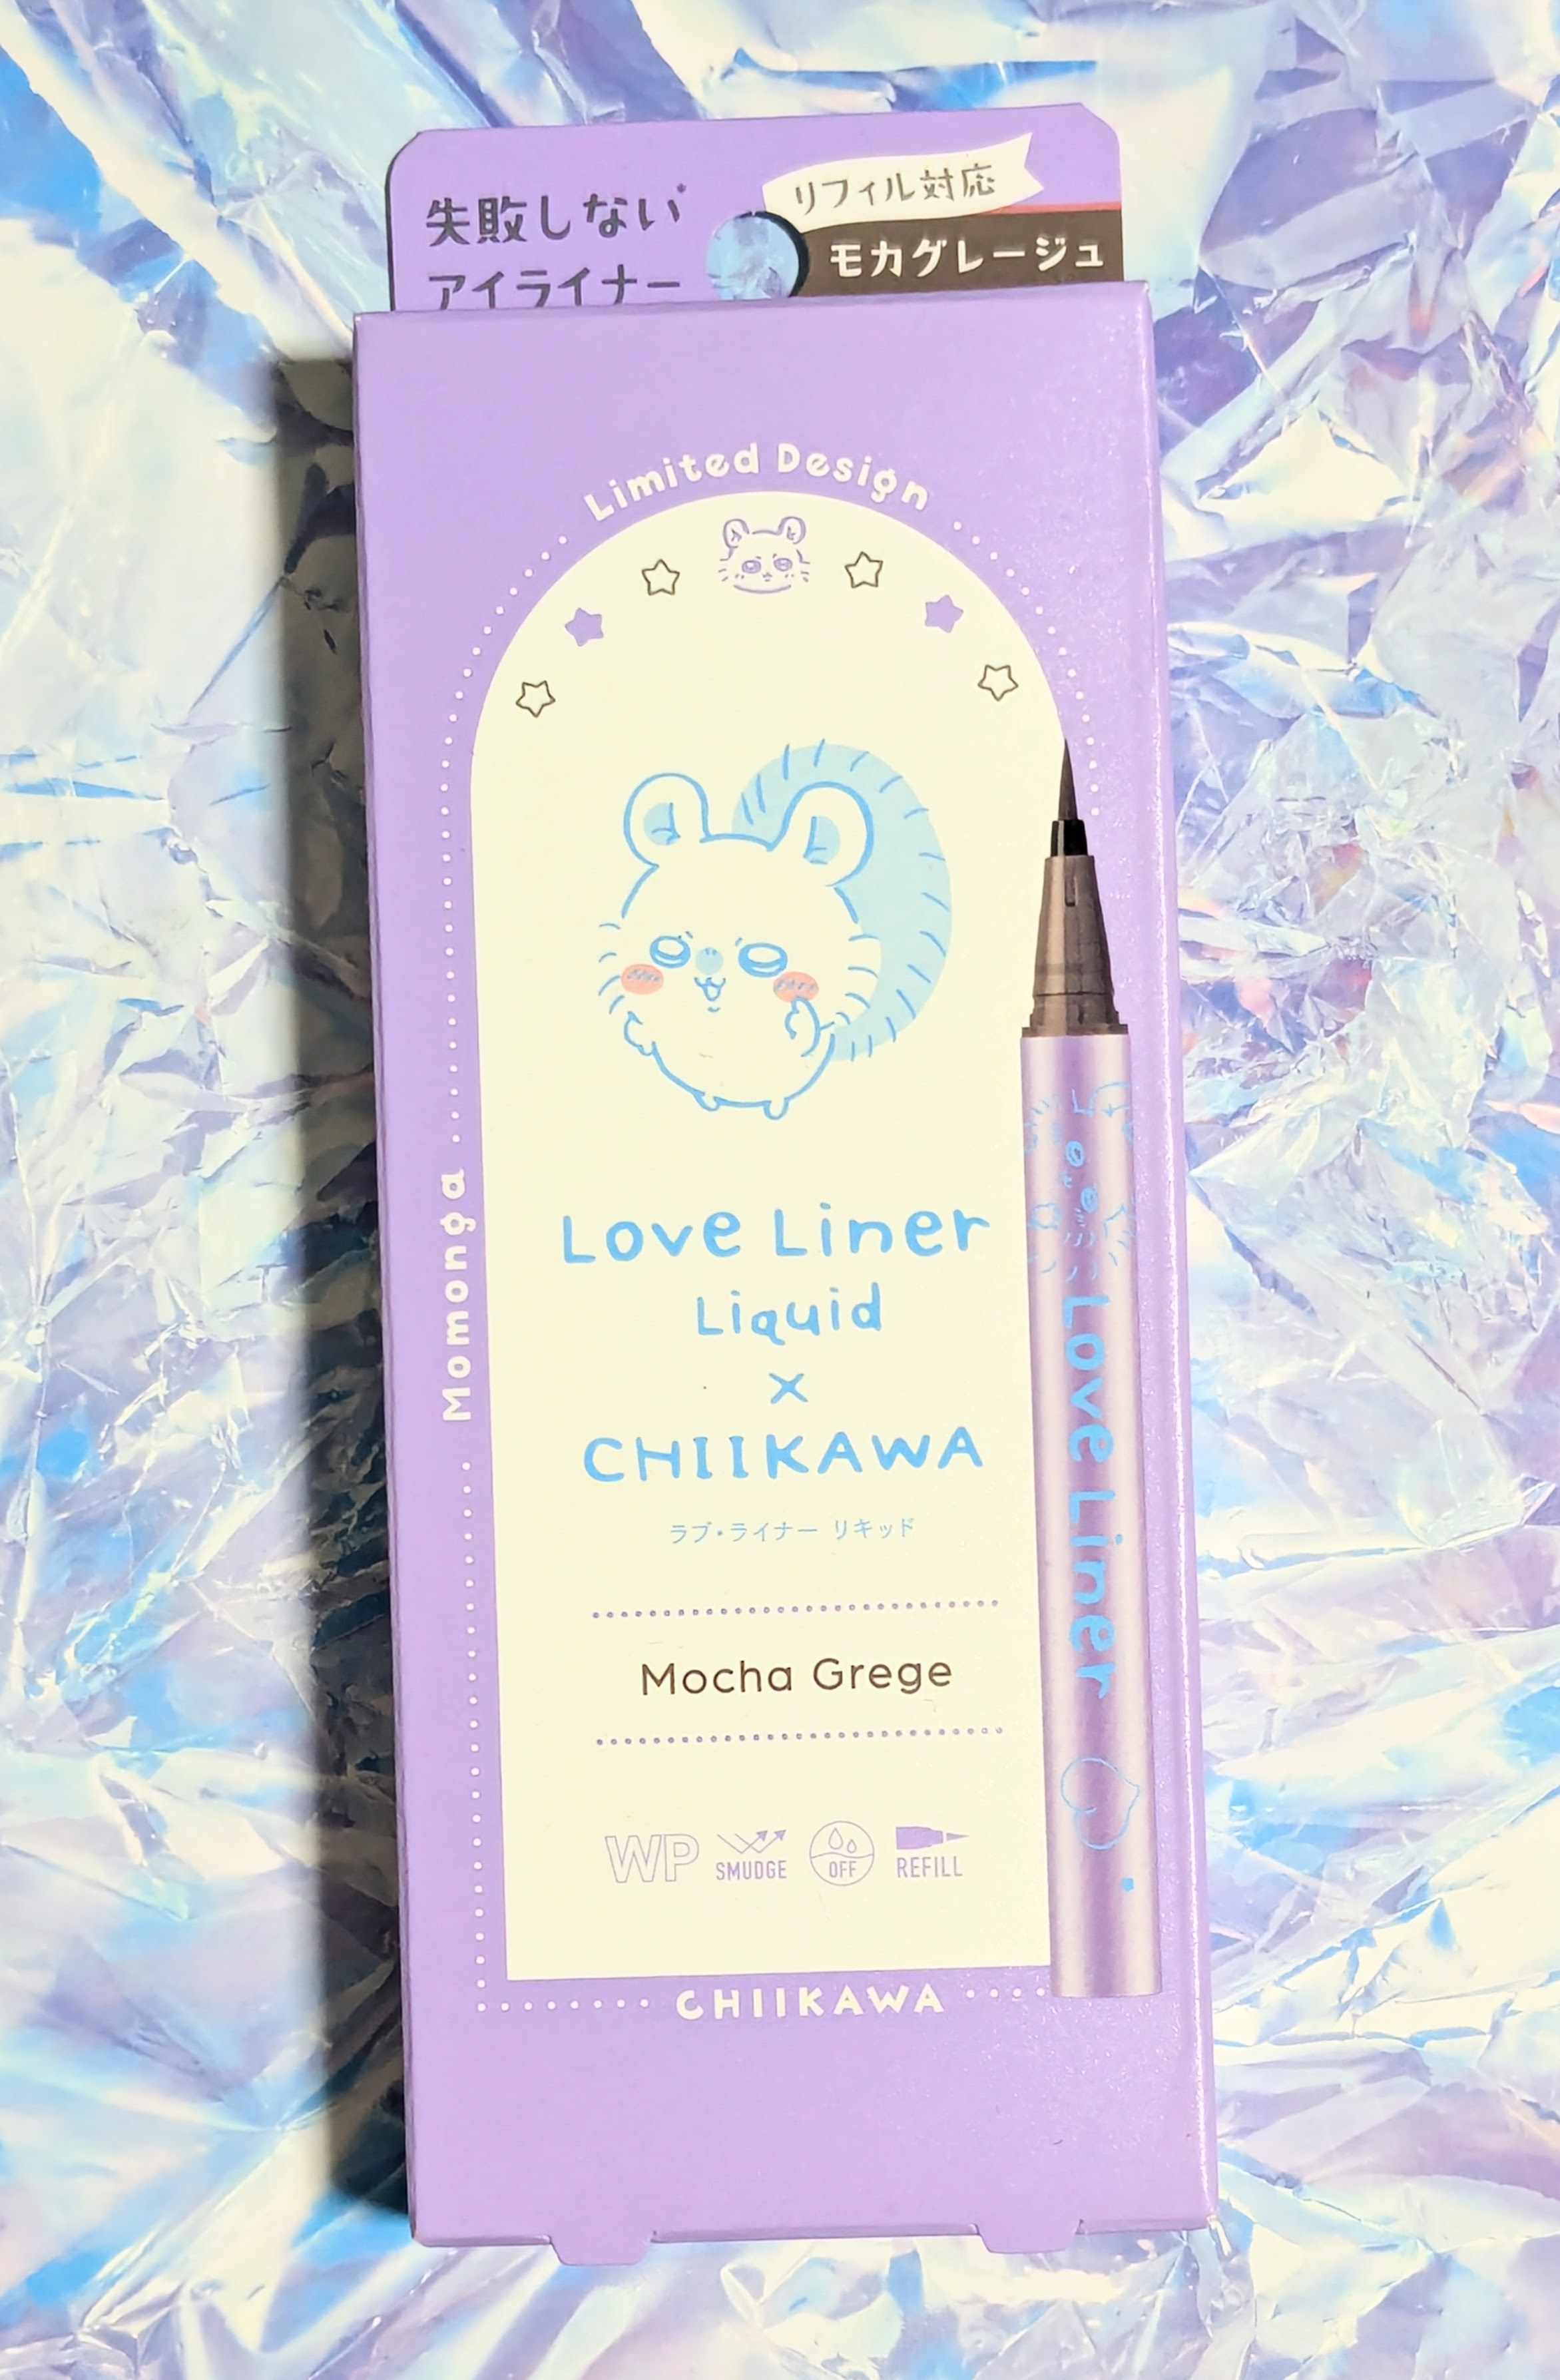 失敗しない
アイライナー
リフィル対応
モカグレージュ
Limited Design
Momonga
Love Liner
Liquid
×
CHIIKAWA
ラブ・ライナー リキッド
Mocha Grege
WP
SMUDGE
OFF
REFILL
Love Liner
CHIIKAWA